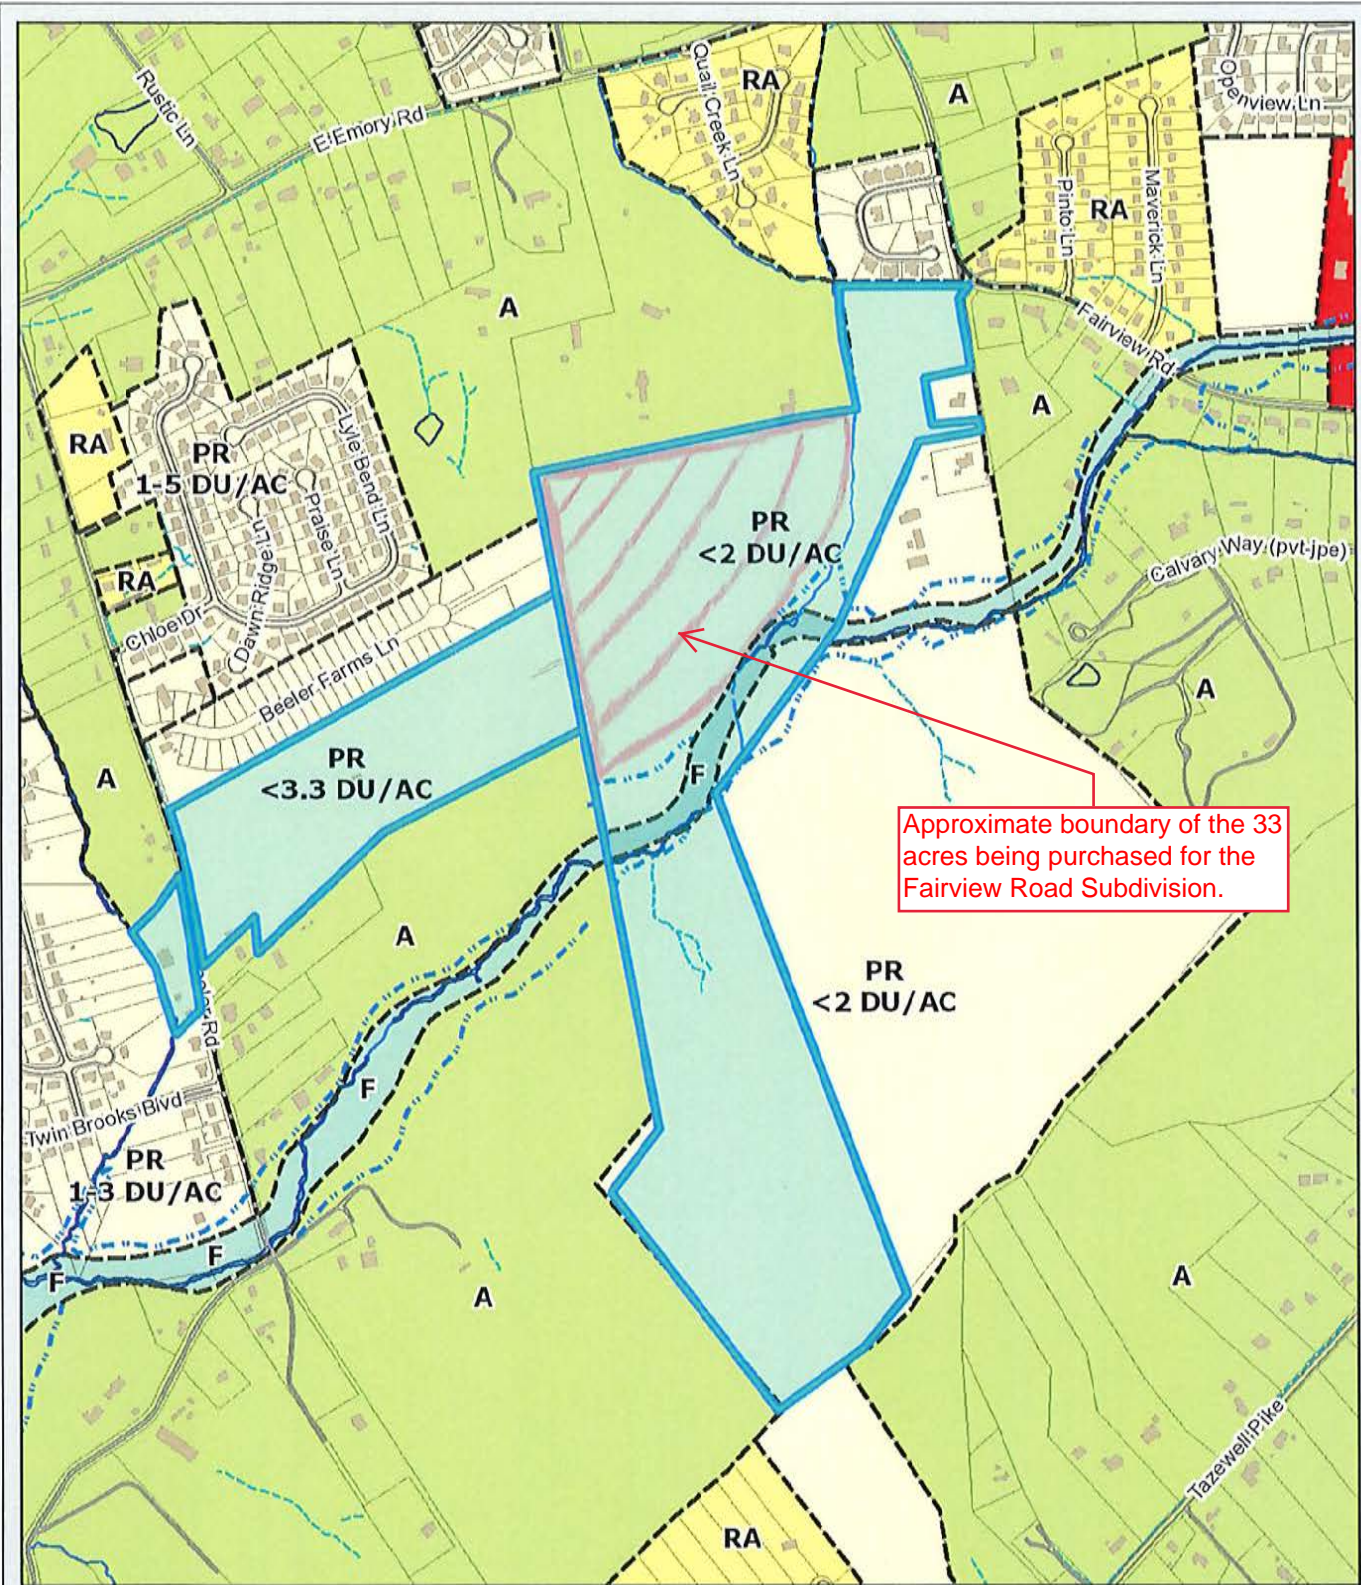 Rustic Ln
E Emory Rd
Quail Creek Ln
RA
A
Openview Ln
Pinto Ln
RA
Maverick Ln
A
Fairview Rd
A
RA
PR
1-5 DU/AC
Lyle Bend Ln
Praise Ln
Dawn Ridge Ln
RA
Chloe Dr
Beeler Farms Ln
PR
<2 DU/AC
Calvary Way (pvt-jpe)
A
PR
<3.3 DU/AC
A
F
Approximate boundary of the 33
acres being purchased for the
Fairview Road Subdivision.
A
PR
<2 DU/AC
Rd
F
Twin Brooks Blvd
PR
1-3 DU/AC
F
F
A
A
Tazewell Pike
RA